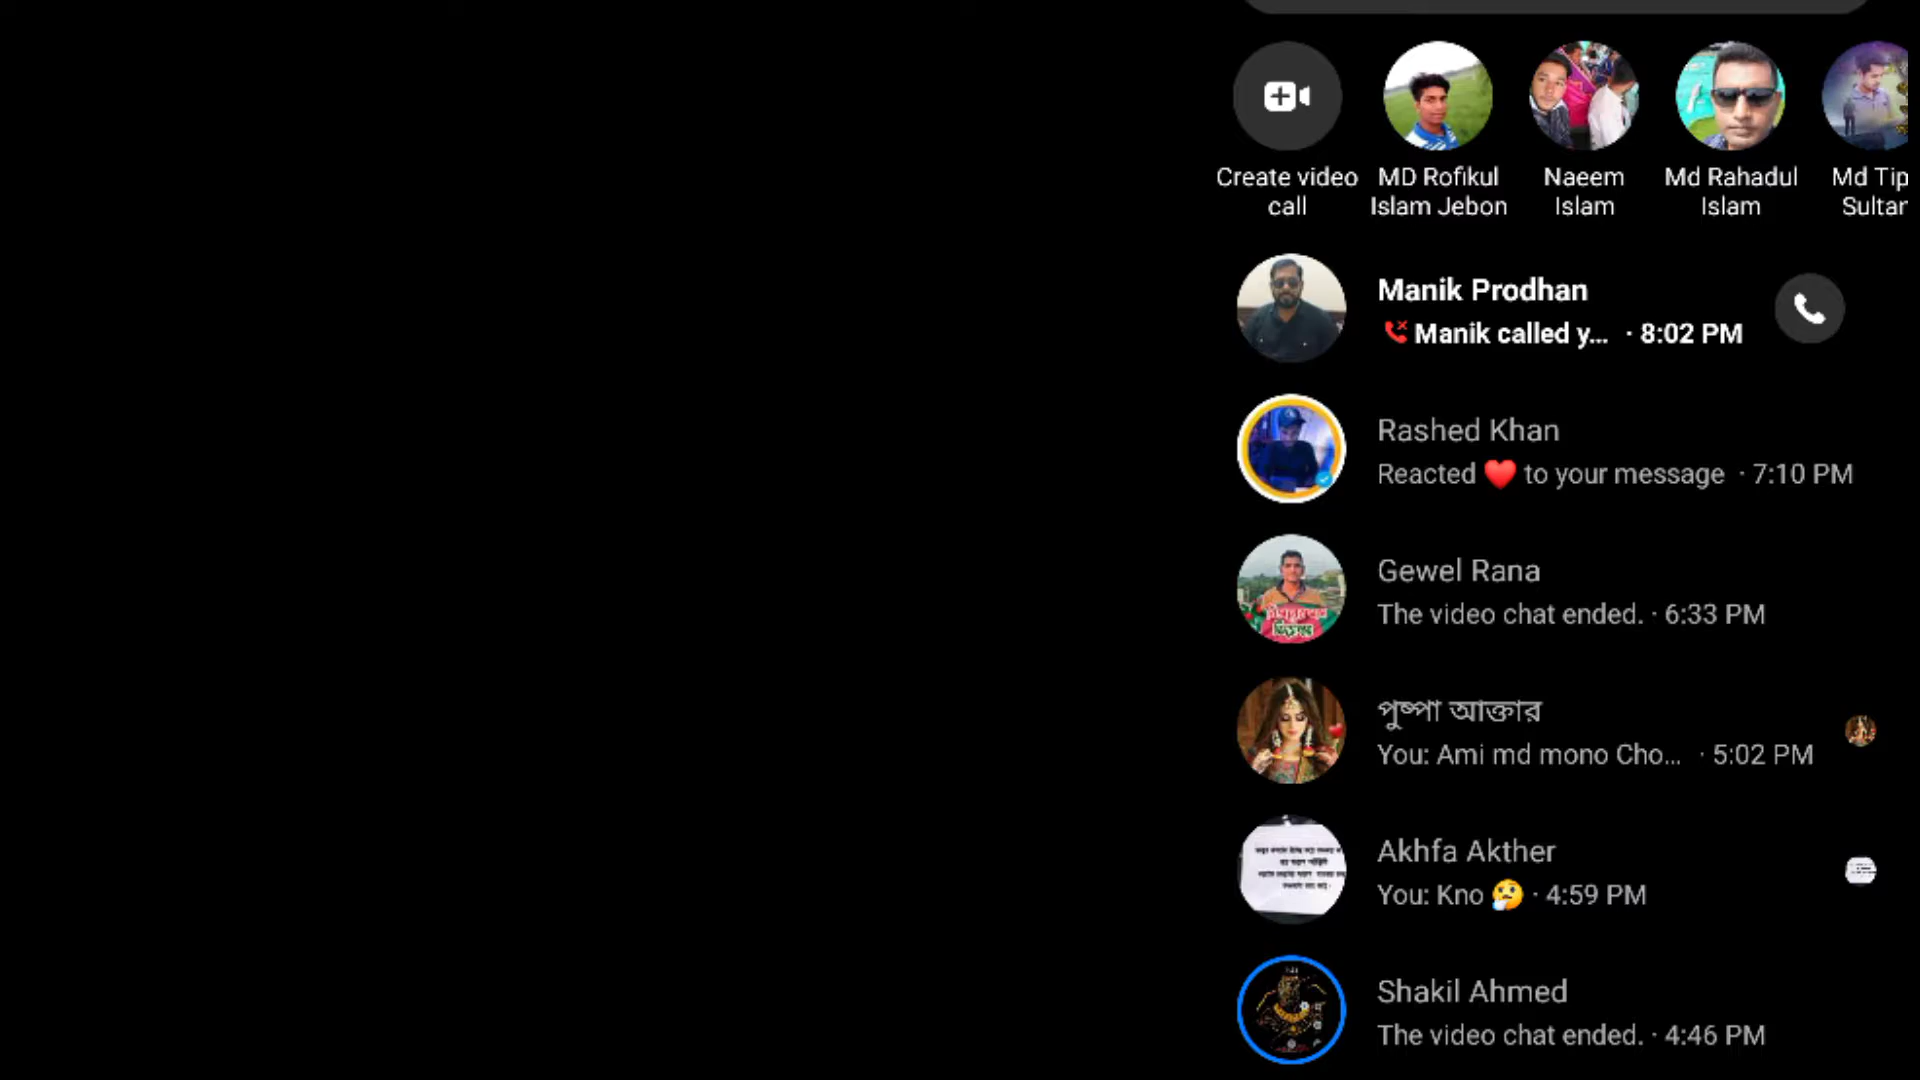 Create video
call
MD Rofikul
Islam Jebon
Naeem
Islam
Md Rahadul
Islam
Md Tip
Sultan
Manik Prodhan
Manik called y... · 8:02 PM
Rashed Khan
Reacted ❤️ to your message · 7:10 PM
Gewel Rana
The video chat ended. · 6:33 PM
পুষ্পা আক্তার
You: Ami md mono Cho... · 5:02 PM
Akhfa Akther
You: Kno 🤔 · 4:59 PM
Shakil Ahmed
The video chat ended. · 4:46 PM